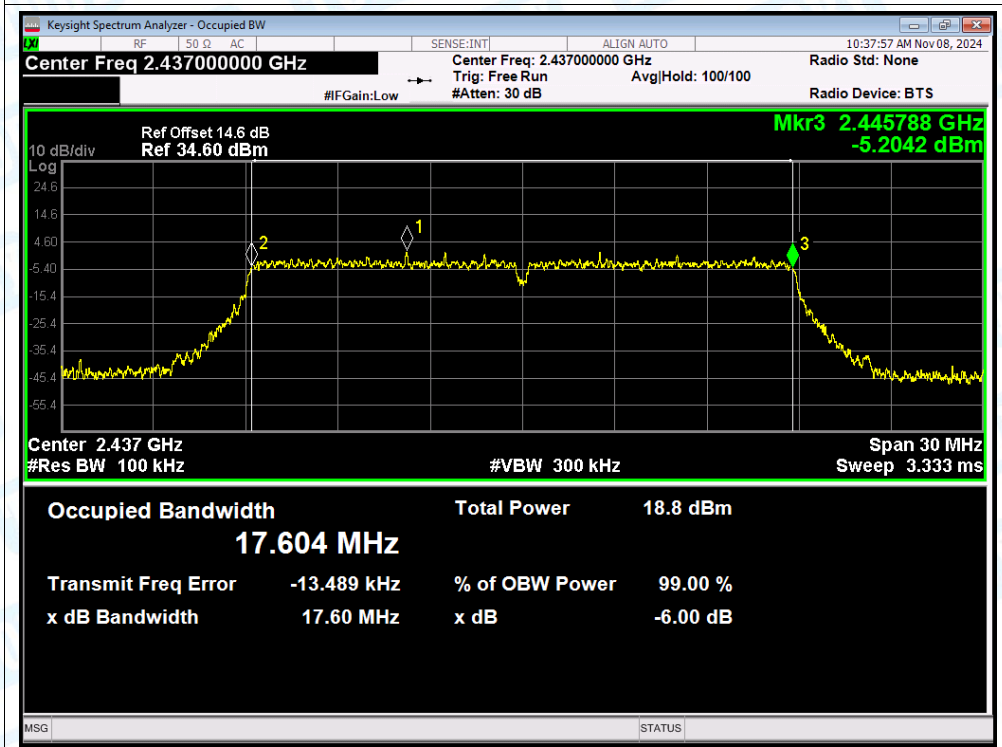 Keysight Spectrum Analyzer - Occupied BW
LXI RF 50 Ω AC SENSE:INT ALIGN AUTO 10:37:57 AM Nov 08, 2024
Center Freq 2.437000000 GHz Center Freq: 2.437000000 GHz Radio Std: None
Trig: Free Run Avg|Hold: 100/100
#IFGain:Low #Atten: 30 dB Radio Device: BTS
Mkr3 2.445788 GHz
-5.2042 dBm
Ref Offset 14.6 dB
10 dB/div Ref 34.60 dBm
Log
24.6
14.6
4.60
-5.40
-15.4
-25.4
-35.4
-45.4
-55.4
1
2
3
Center 2.437 GHz Span 30 MHz
#Res BW 100 kHz #VBW 300 kHz Sweep 3.333 ms
Occupied Bandwidth Total Power 18.8 dBm
17.604 MHz
Transmit Freq Error -13.489 kHz % of OBW Power 99.00 %
x dB Bandwidth 17.60 MHz x dB -6.00 dB
MSG STATUS